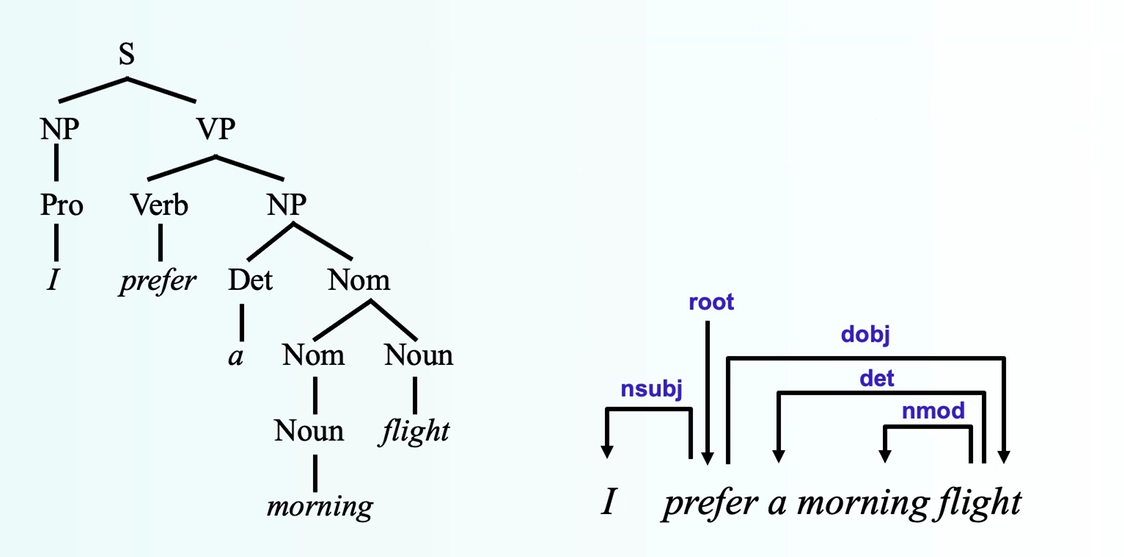 S
NP VP
Pro Verb NP
I prefer Det Nom
a Nom Noun
Noun flight
morning
root
dobj
det
nsubj
nmod
I prefer a morning flight